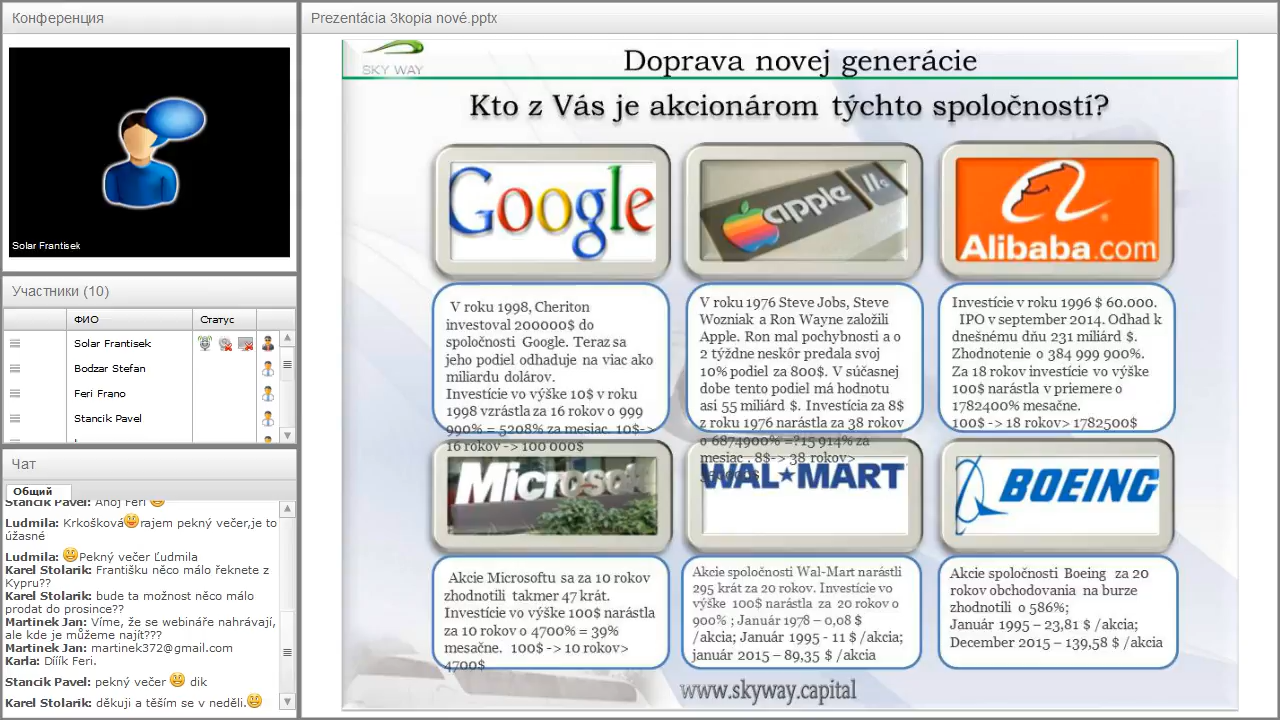 Конференция
Solar Frantisek
Участники (10)
ФИО
Статус
Solar Frantisek
Bodzar Stefan
Feri Frano
Stancik Pavel
Чат
Общий
Stancik Pavel: Ahoj Feri
Ludmila: Krkošková rajem pekný večer,je to
úžasné
Ludmila: Pekný večer Ľudmila
Karel Stolarik: Františku něco málo řeknete z
Kypru??
Karel Stolarik: buda ta možnost něco málo
prodat do prosince??
Martinek Jan: Víme, že se webináře nahrávají,
ale kde je můžeme najít???
Martinek Jan: martinek372@gmail.com
Karla: Dííík Feri.
Stancik Pavel: pekný večer dik
Karel Stolarik: děkuji a těším se v neděli.
Prezentácia 3kopia nové.pptx
SKY WAY
Doprava novej generácie
Kto z Vás je akcionárom týchto spoločností?
Google
apple
Alibaba.com
V roku 1998, Cheriton
investoval 200000$ do
spoločnosti Google. Teraz sa
jeho podiel odhaduje na viac ako
miliardu dolárov.
Investície vo výške 10$ v roku
1998 vzrástla za 16 rokov o 999
990% = 5208% za mesiac. 10$->
16 rokov -> 100 000$
V roku 1976 Steve Jobs, Steve
Wozniak a Ron Wayne založili
Apple. Ron mal pochybnosti a o
2 týždne neskôr predala svoj
10% podiel za 800$. V súčasnej
dobe tento podiel má hodnotu
asi 55 miliárd $. Investícia za 8$
z roku 1976 narástla za 38 rokov
o 6874900% =?15 914% za
mesiac , 8$-> 38 rokov>
Investície v roku 1996 $ 60.000.
IPO v september 2014. Odhad k
dnešnému dňu 231 miliárd $.
Zhodnotenie o 384 999 900%.
Za 18 rokov investície vo výške
100$ narástla v priemere o
1782400% mesačne.
100$ -> 18 rokov> 1782500$
Microsoft
WAL★MART
BOEING
Akcie Microsoftu sa za 10 rokov
zhodnotili takmer 47 krát.
Investície vo výške 100$ narástla
za 10 rokov o 4700% = 39%
mesačne. 100$ -> 10 rokov>
4700$
Akcie spoločnosti Wal-Mart narástli
295 krát za 20 rokov. Investície vo
výške 100$ narástla za 20 rokov o
900% ; Január 1978 – 0,08 $
/akcia; Január 1995 - 11 $ /akcia;
január 2015 – 89,35 $ /akcia
Akcie spoločnosti Boeing za 20
rokov obchodovania na burze
zhodnotili o 586%;
Január 1995 – 23,81 $ /akcia;
December 2015 – 139,58 $ /akcia
www.skyway.capital